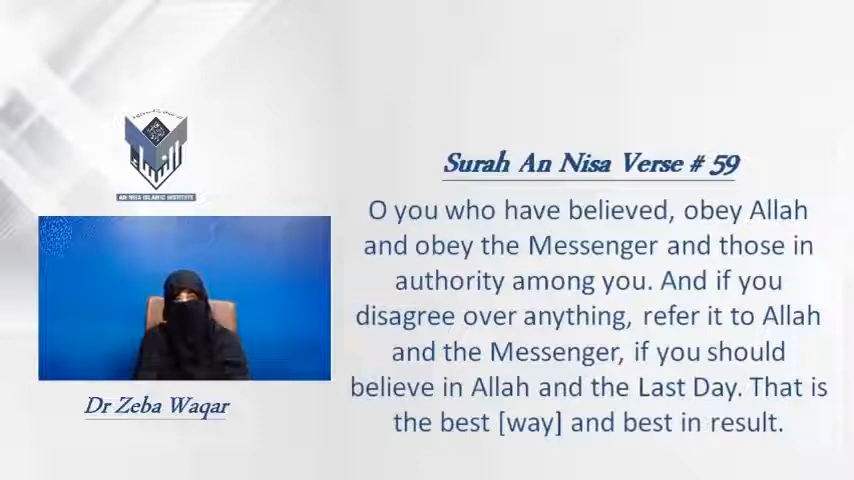 AN NISA ISLAMIC INSTITUTE
Dr Zeba Waqar
Surah An Nisa Verse # 59
O you who have believed, obey Allah
and obey the Messenger and those in
authority among you. And if you
disagree over anything, refer it to Allah
and the Messenger, if you should
believe in Allah and the Last Day. That is
the best [way] and best in result.